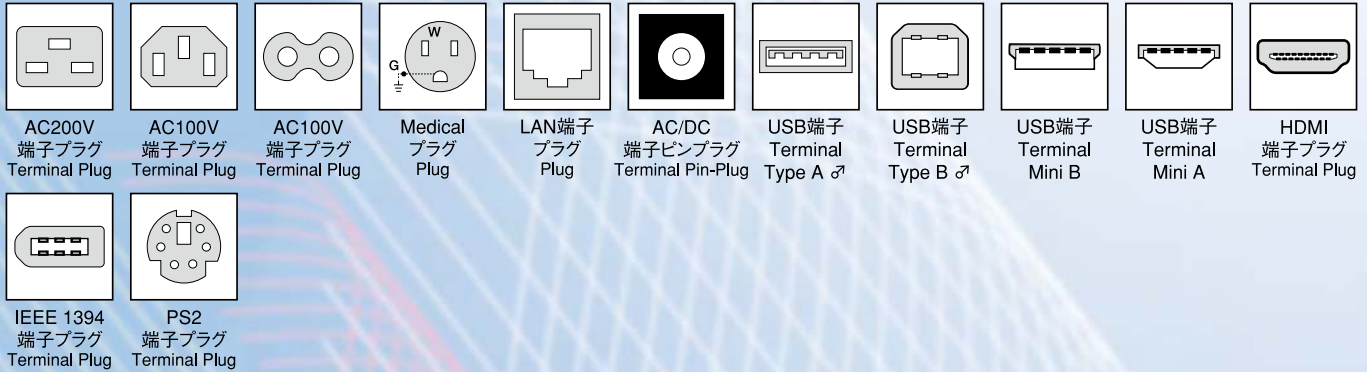 W
G
AC200V
端子プラグ
Terminal Plug
AC100V
端子プラグ
Terminal Plug
AC100V
端子プラグ
Terminal Plug
Medical
プラグ
Plug
LAN端子
プラグ
Plug
AC/DC
端子ピンプラグ
Terminal Pin-Plug
USB端子
Terminal
Type A ♂
USB端子
Terminal
Type B ♂
USB端子
Terminal
Mini B
USB端子
Terminal
Mini A
HDMI
端子プラグ
Terminal Plug
IEEE 1394
端子プラグ
Terminal Plug
PS2
端子プラグ
Terminal Plug